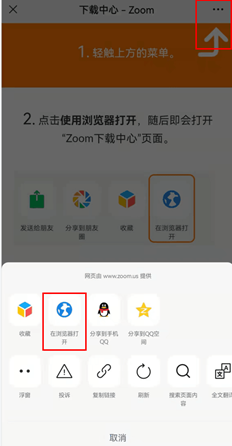 下载中心 - Zoom
1. 轻触上方的菜单。
2. 点击使用浏览器打开，随后即会打开
“Zoom下载中心”页面。
发送给朋友
分享到朋友圈
收藏
在浏览器打开
网页由 www.zoom.us 提供
收藏
在浏览器打开
分享到手机QQ
分享到QQ空间
浮窗
投诉
复制链接
刷新
搜索页面内容
全文翻译
取消